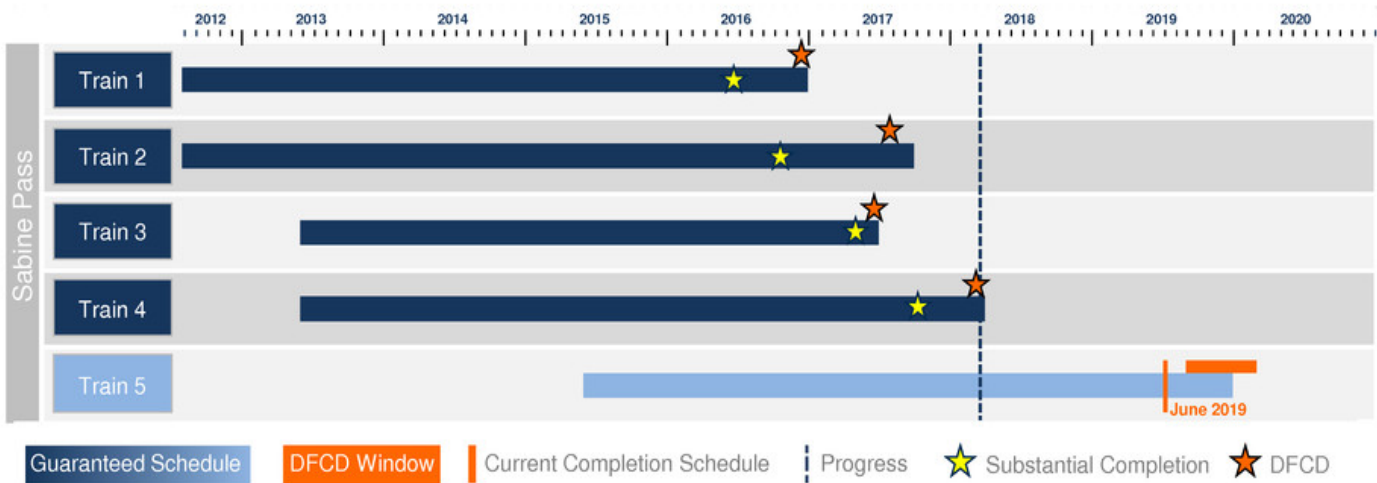 2012 2013 2014 2015 2016 2017 2018 2019 2020
Sabine Pass
Train 1
Train 2
Train 3
Train 4
Train 5
June 2019
Guaranteed Schedule DFCD Window Current Completion Schedule Progress Substantial Completion DFCD